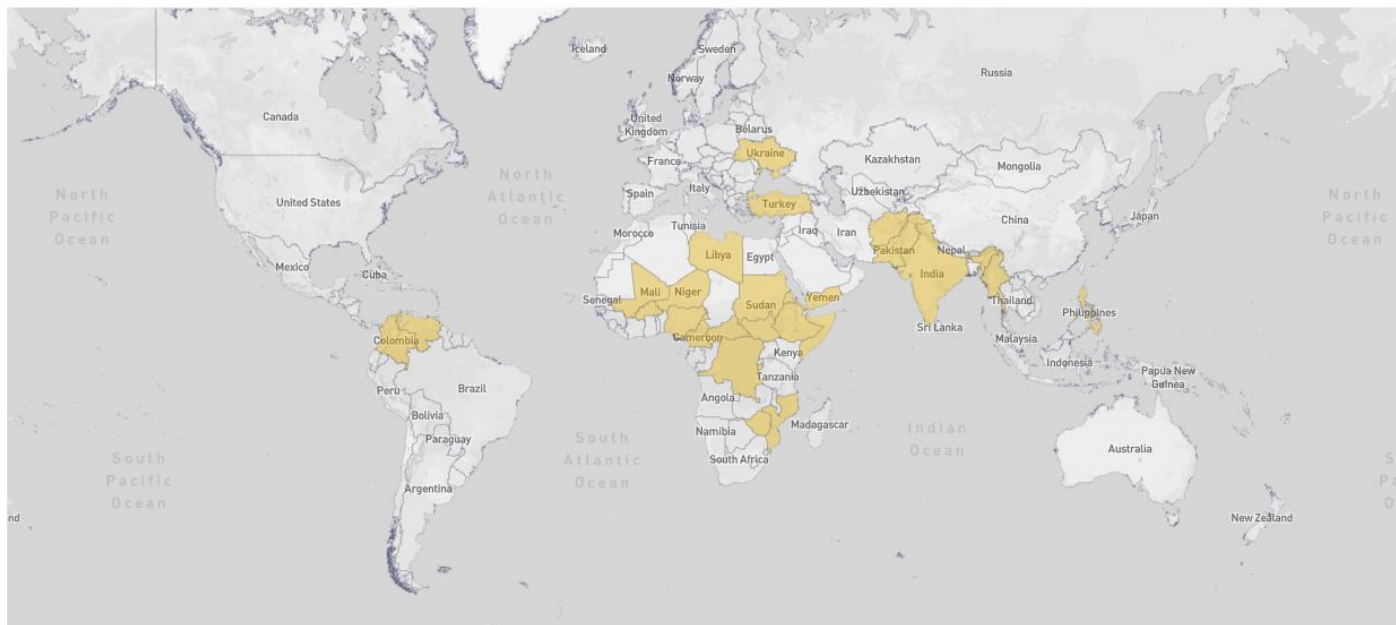 Iceland
Sweden
Russia
Norway
Canada
United
Kingdom
Belarus
Ukraine
Kazakhstan
Mongolia
France
North
Atlantic
Ocean
Italy
Uzbekistan
Spain
North
Pacific
Ocean
United States
Turkey
China
Japan
North
Pacific
Ocean
Tunisia
Morocco
Iraq
Iran
Pakistan
Nepal
Libya
Egypt
Mexico
Cuba
India
Mali
Niger
Senegal
Sudan
Yemen
Thailand
Philippines
Sri Lanka
Cameroon
Malaysia
Colombia
Kenya
Indonesia
Tanzania
Papua New
Guinea
Peru
Brazil
Angola
Bolivia
Madagascar
Namibia
Indian
Ocean
Paraguay
South
Atlantic
Ocean
Australia
South Africa
South
Pacific
Ocean
Argentina
New Zealand
nd
S
Pa
O